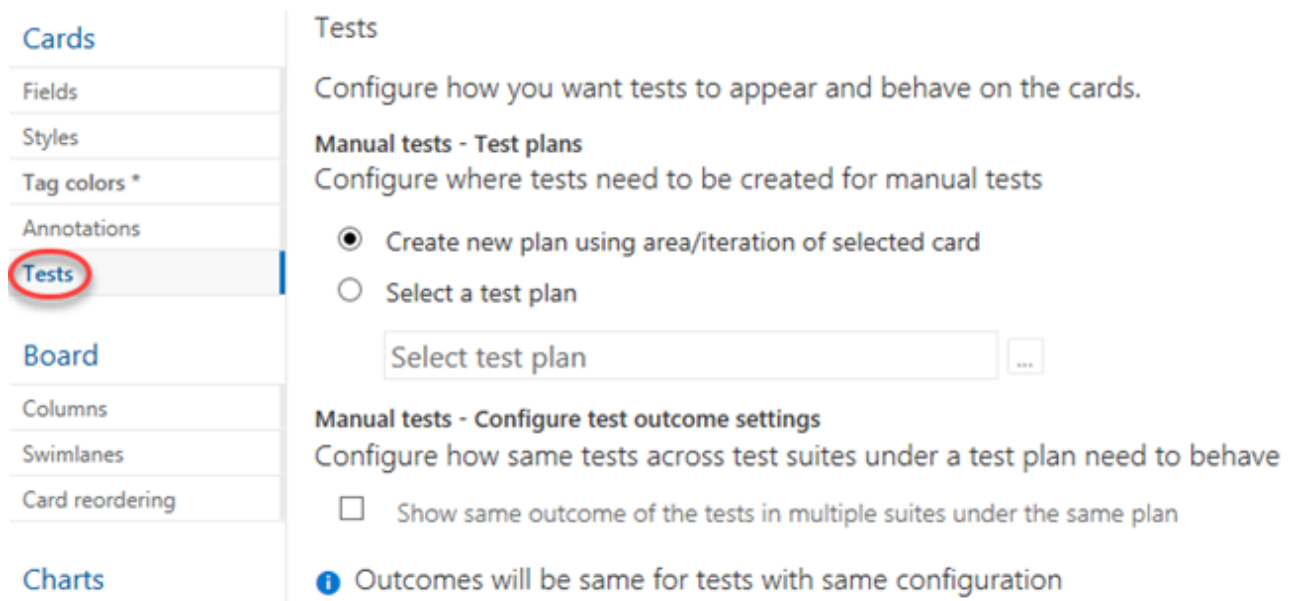 Cards
Fields
Styles
Tag colors *
Annotations
Tests
Board
Columns
Swimlanes
Card reordering
Charts
Tests
Configure how you want tests to appear and behave on the cards.
Manual tests - Test plans
Configure where tests need to be created for manual tests
Create new plan using area/iteration of selected card
Select a test plan
Select test plan
...
Manual tests - Configure test outcome settings
Configure how same tests across test suites under a test plan need to behave
Show same outcome of the tests in multiple suites under the same plan
Outcomes will be same for tests with same configuration